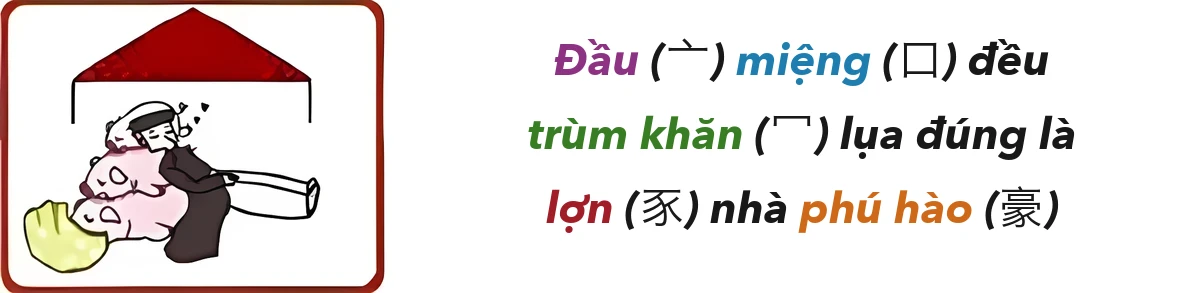 Đầu (亠) miệng (口) đều
trùm khăn (冖) lụa đúng là
lợn (豕) nhà phú hào (豪)